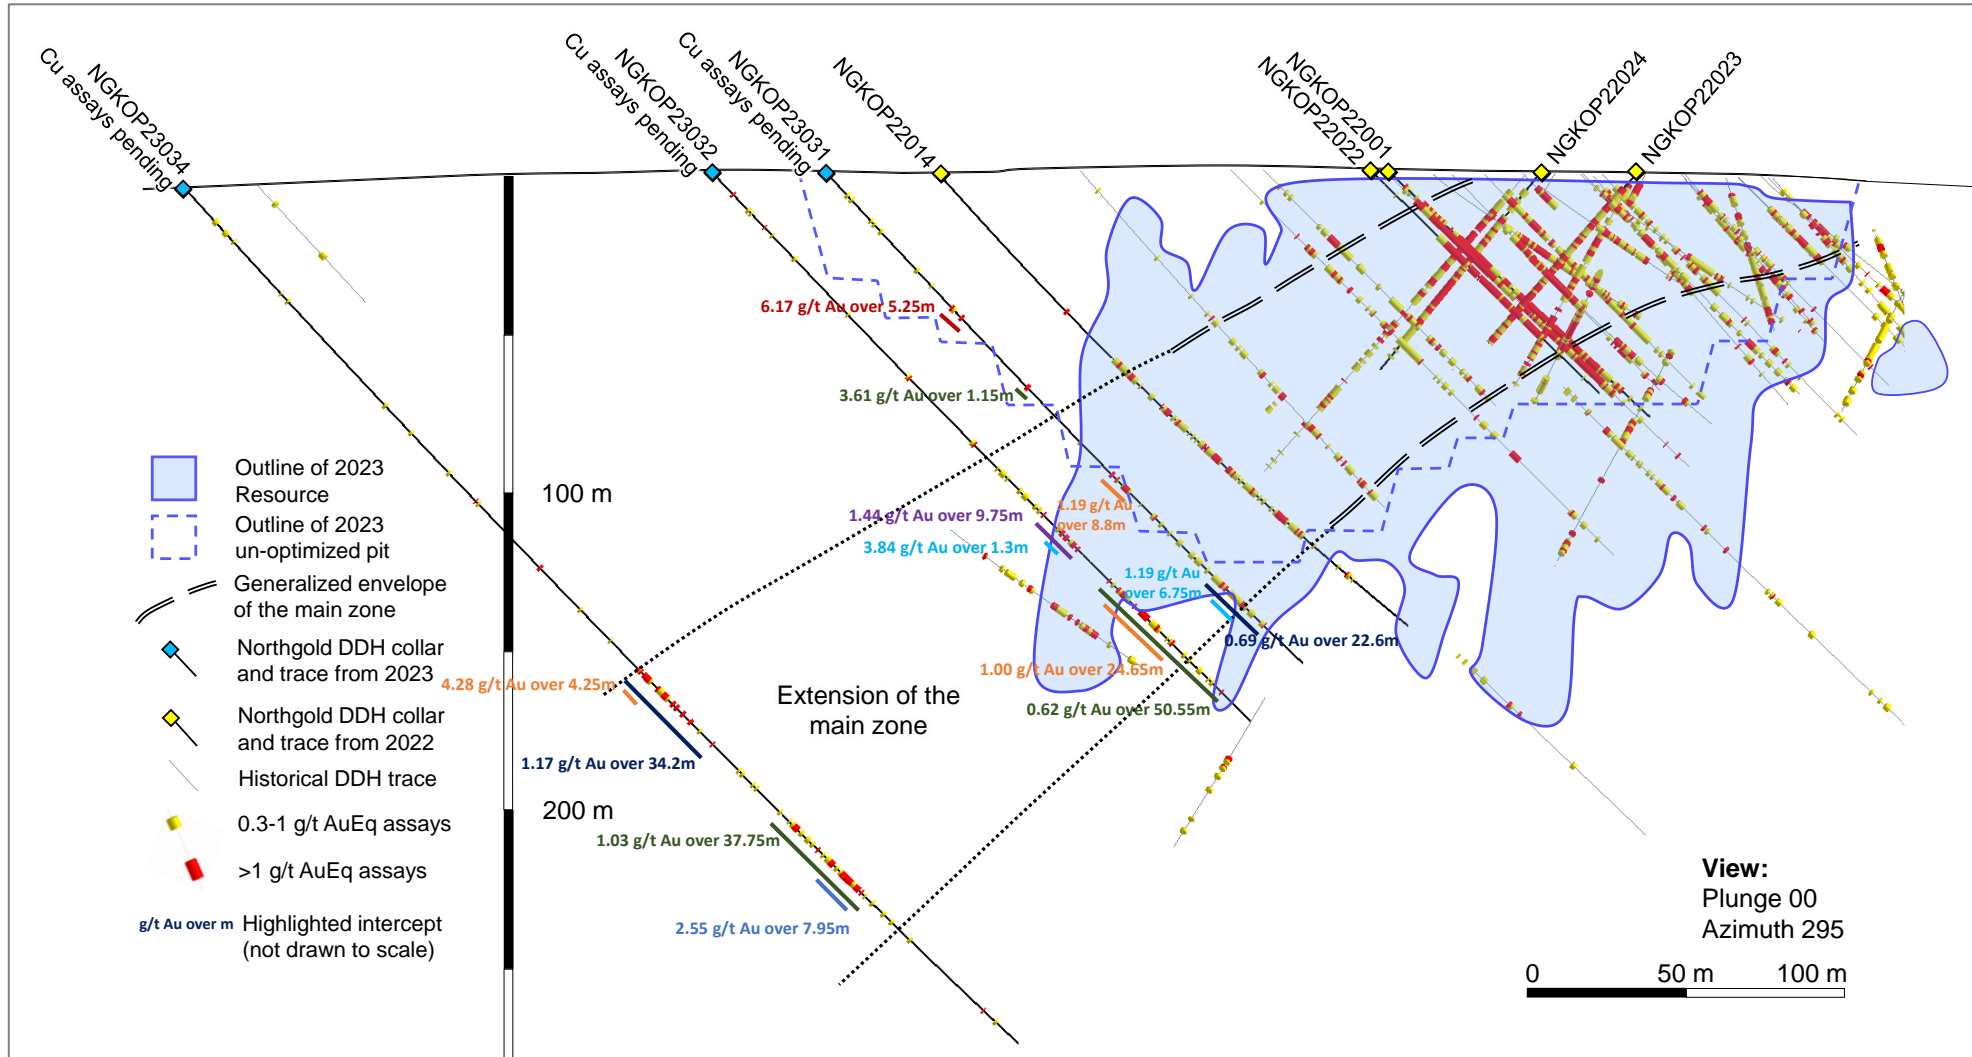 NGKOP23034
Cu assays pending
NGKOP23032
Cu assays pending
NGKOP23031
Cu assays pending
NGKOP22014
NGKOP22001
NGKOP22022
NGKOP22024
NGKOP22023
6.17 g/t Au over 5.25m
3.61 g/t Au over 1.15m
Outline of 2023
Resource
Outline of 2023
un-optimized pit
Generalized envelope
of the main zone
Northgold DDH collar
and trace from 2023
Northgold DDH collar
and trace from 2022
Historical DDH trace
0.3-1 g/t AuEq assays
>1 g/t AuEq assays
g/t Au over m
Highlighted intercept
(not drawn to scale)
100 m
200 m
1.44 g/t Au over 9.75m
3.84 g/t Au over 1.3m
1.19 g/t Au
over 8.8m
1.19 g/t Au
over 6.75m
0.69 g/t Au over 22.6m
1.00 g/t Au over 24.65m
0.62 g/t Au over 50.55m
4.28 g/t Au over 4.25m
1.17 g/t Au over 34.2m
1.03 g/t Au over 37.75m
2.55 g/t Au over 7.95m
Extension of the
main zone
View:
Plunge 00
Azimuth 295
0 50 m 100 m